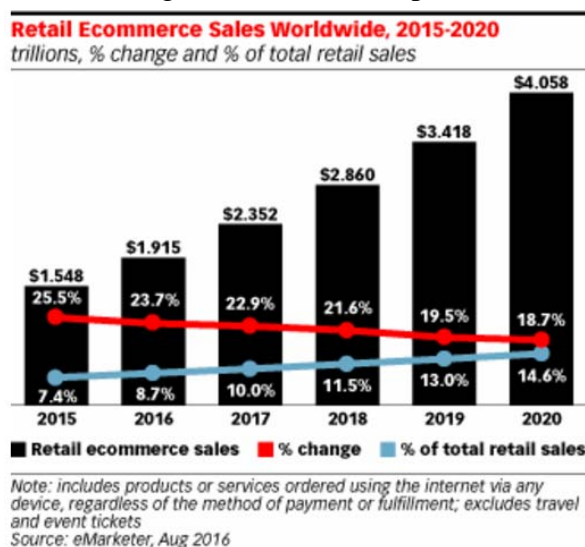 Retail Ecommerce Sales Worldwide, 2015-2020
trillions, % change and % of total retail sales
$4.058
$3.418
$2.860
$2.352
$1.915
$1.548
25.5% 23.7% 22.9% 21.6% 19.5% 18.7%
7.4% 8.7% 10.0% 11.5% 13.0% 14.6%
2015 2016 2017 2018 2019 2020
Retail ecommerce sales % change % of total retail sales
Note: includes products or services ordered using the internet via any
device, regardless of the method of payment or fulfillment; excludes travel
and event tickets
Source: eMarketer, Aug 2016